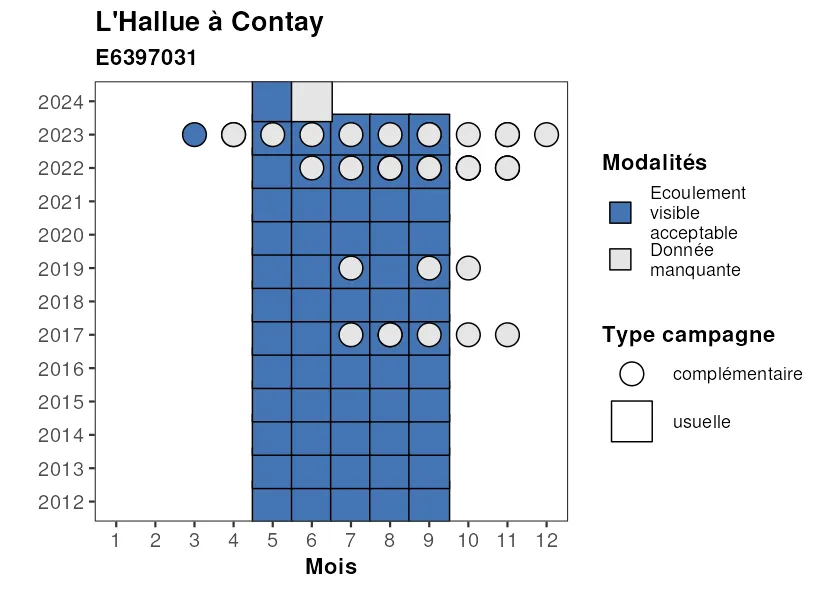 L'Hallue à Contay
E6397031
2024
2023
2022
2021
2020
2019
2018
2017
2016
2015
2014
2013
2012
1 2 3 4 5 6 7 8 9 10 11 12
Mois
Modalités
Ecoulement
visible
acceptable
Donnée
manquante
Type campagne
complémentaire
usuelle